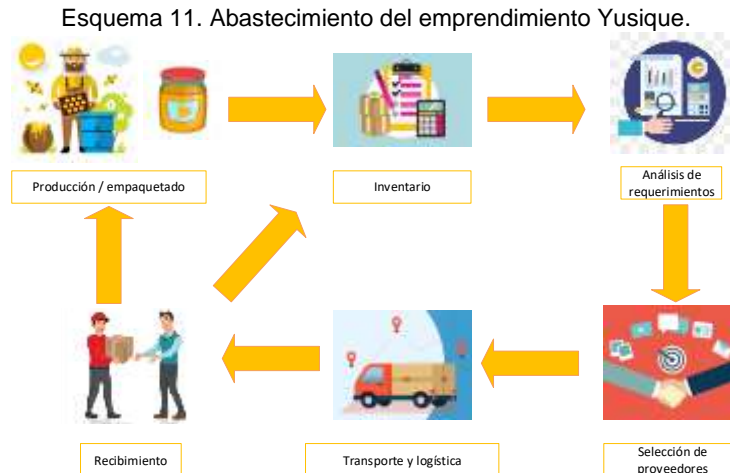 Esquema 11. Abastecimiento del emprendimiento Yusique.
Producción / empaquetado
Inventario
Análisis de
requerimientos
Recibimiento
Transporte y logística
Selección de
proveedores